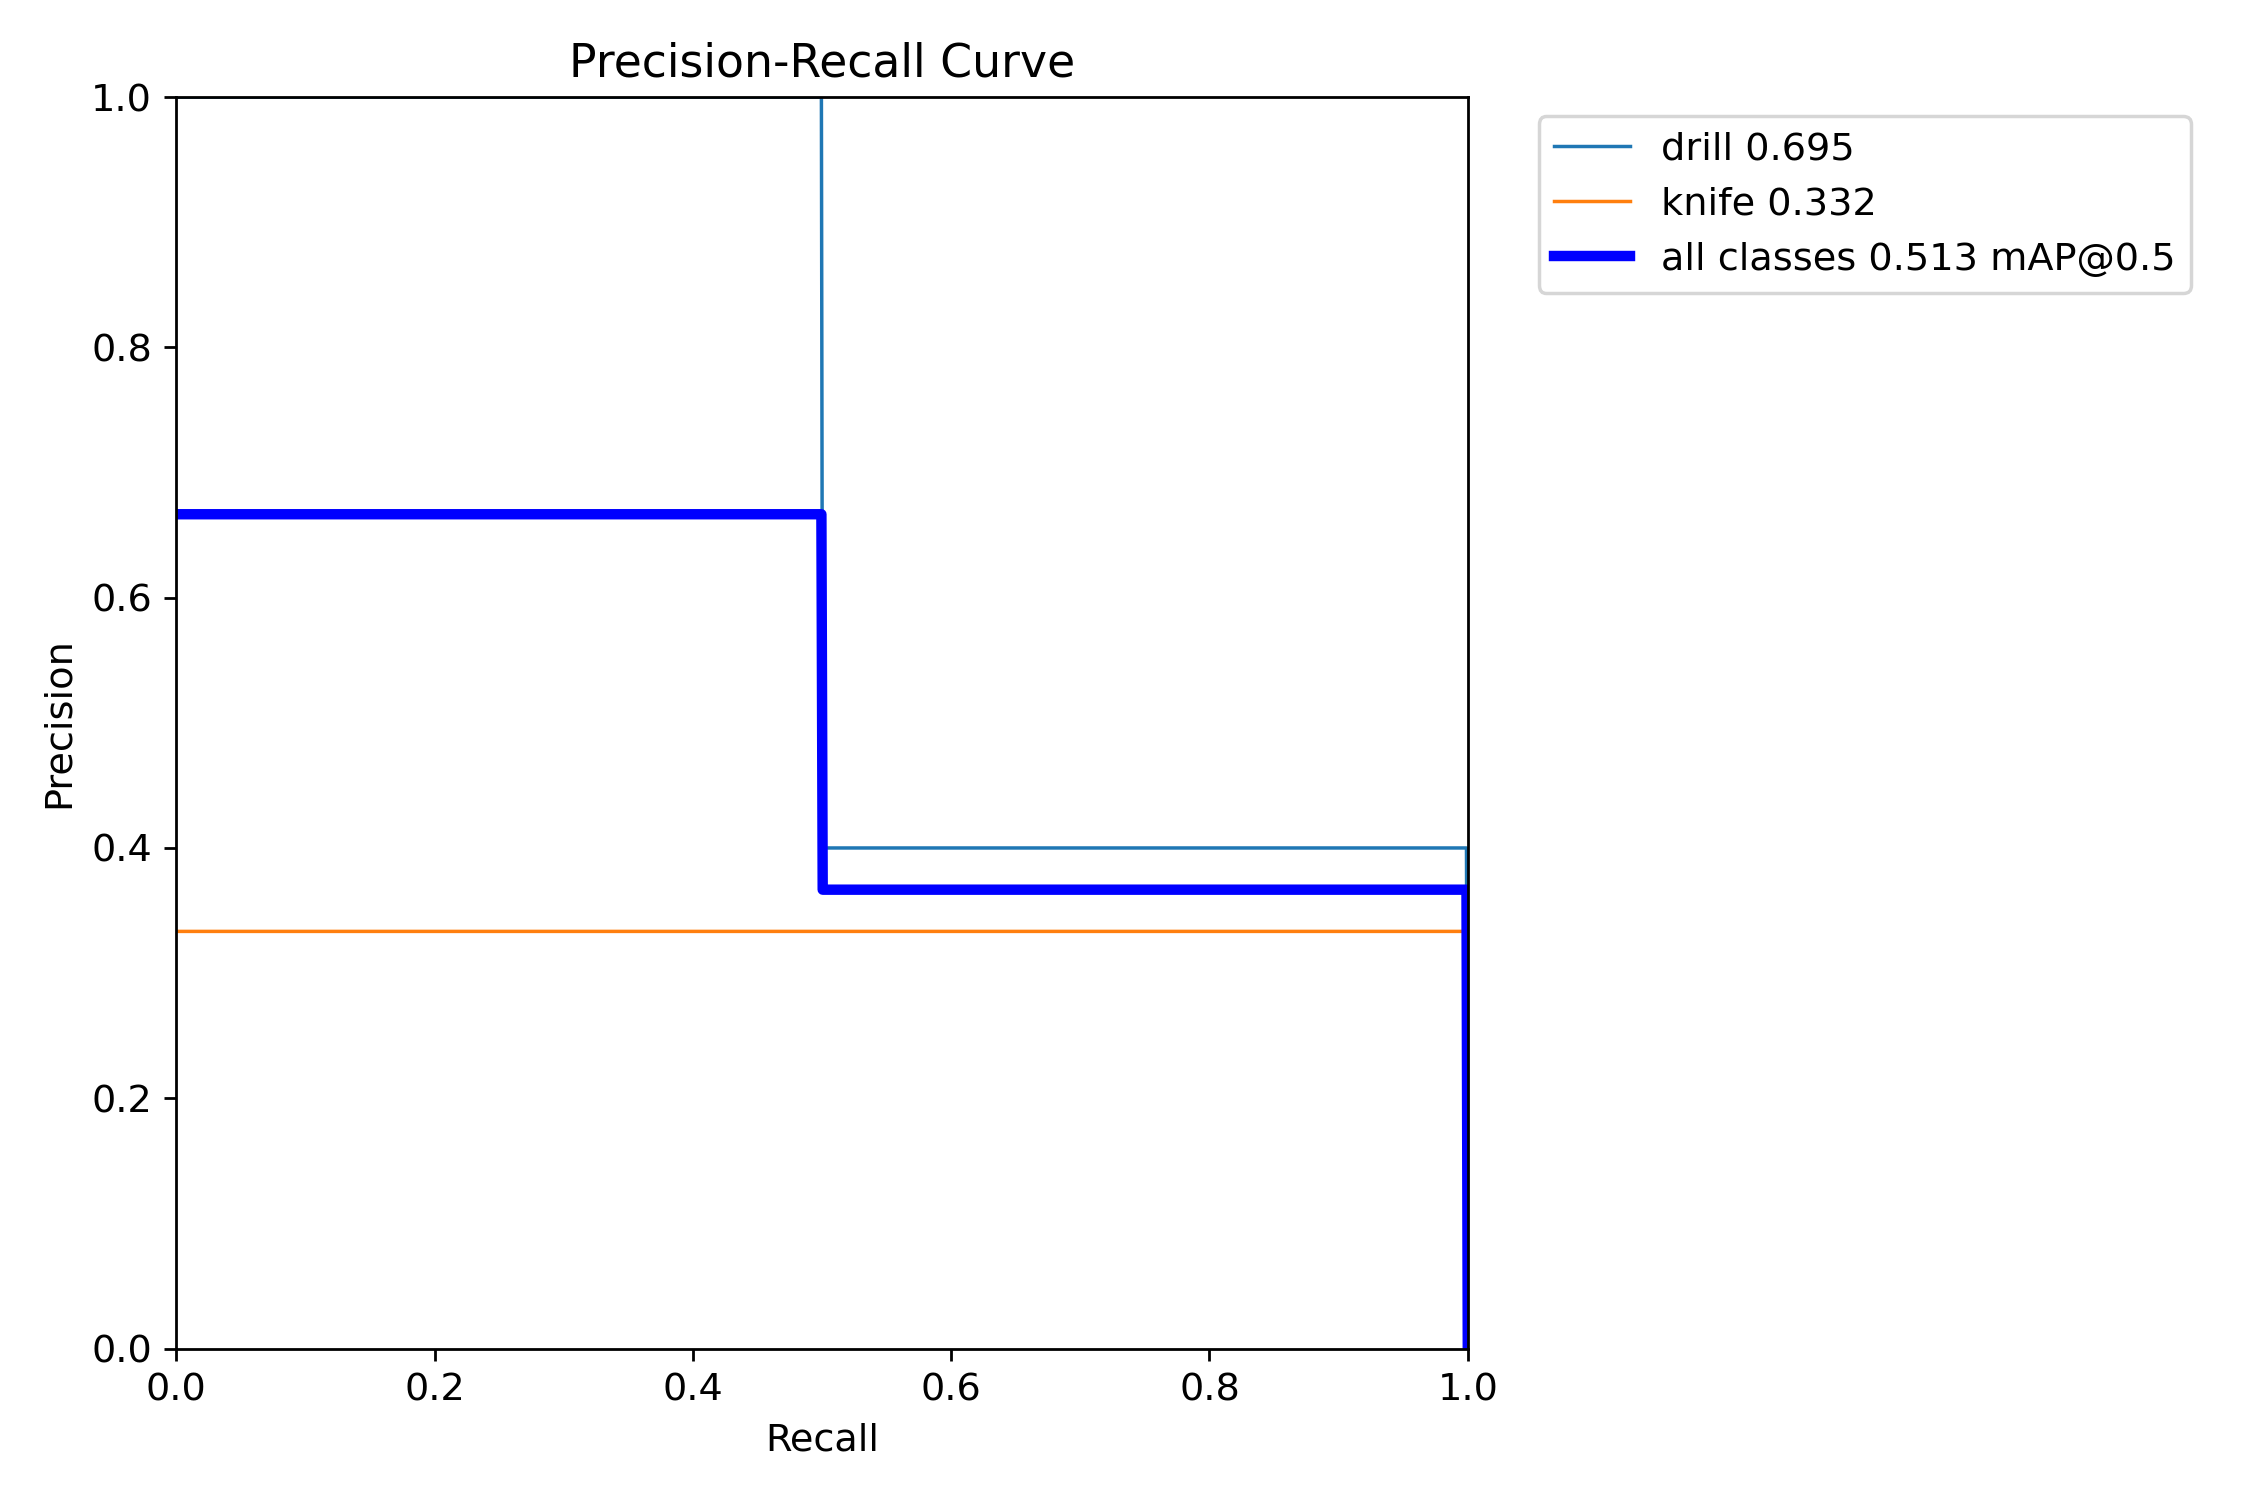 Precision-Recall Curve
1.0
0.8
0.6
0.4
0.2
0.0
Precision
0.0 0.2 0.4 0.6 0.8 1.0
Recall
drill 0.695
knife 0.332
all classes 0.513 mAP@0.5